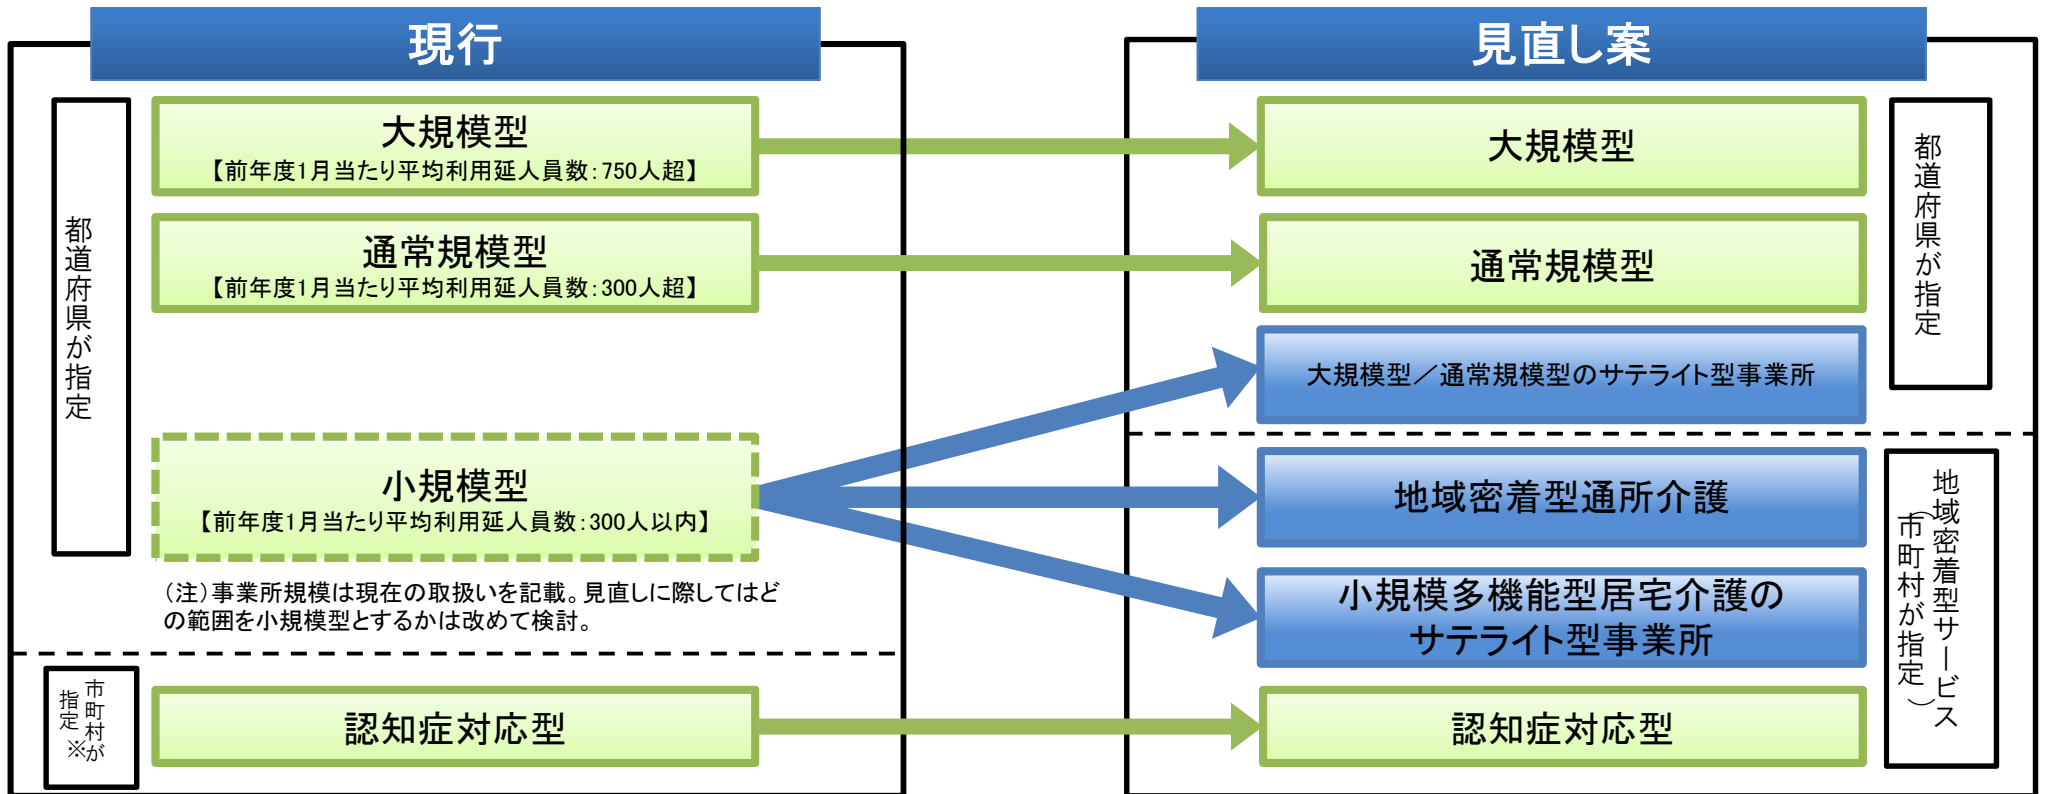 現行
都道府県が指定
大規模型
【前年度1月当たり平均利用延人員数：750人超】
通常規模型
【前年度1月当たり平均利用延人員数：300人超】
小規模型
【前年度1月当たり平均利用延人員数：300人以内】
（注）事業所規模は現在の取扱いを記載。見直しに際してはど
の範囲を小規模型とするかは改めて検討。
市町村が
指定 ※
認知症対応型
見直し案
大規模型
通常規模型
大規模型／通常規模型のサテライト型事業所
都道府県が指定
地域密着型通所介護
小規模多機能型居宅介護の
サテライト型事業所
認知症対応型
地域密着型サービス
（市町村が指定）